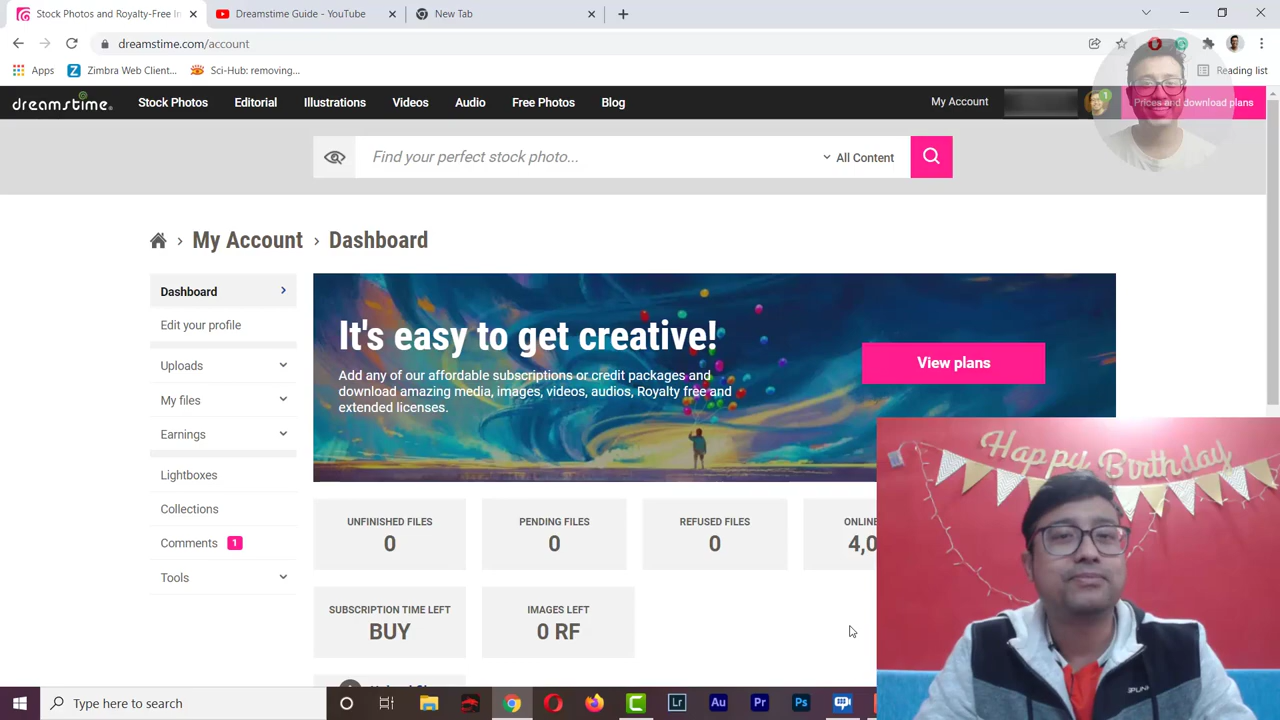 Stock Photos and Royalty-Free In
Dreamstime Guide - YouTube
New Tab
dreamstime.com/account
Apps
Zimbra Web Client...
Sci-Hub: removing...
Reading list
dreamstime.
Stock Photos
Editorial
Illustrations
Videos
Audio
Free Photos
Blog
My Account
1
Prices and download plans
Find your perfect stock photo...
All Content
My Account
Dashboard
Dashboard
Edit your profile
Uploads
My files
Earnings
Lightboxes
Collections
Comments 1
Tools
It's easy to get creative!
Add any of our affordable subscriptions or credit packages and
download amazing media, images, videos, audios, Royalty free and
extended licenses.
View plans
UNFINISHED FILES
0
PENDING FILES
0
REFUSED FILES
0
ONLINE
4,0
SUBSCRIPTION TIME LEFT
BUY
IMAGES LEFT
0 RF
Happy Birthday
Type here to search
Lr
Au
Pr
Ps